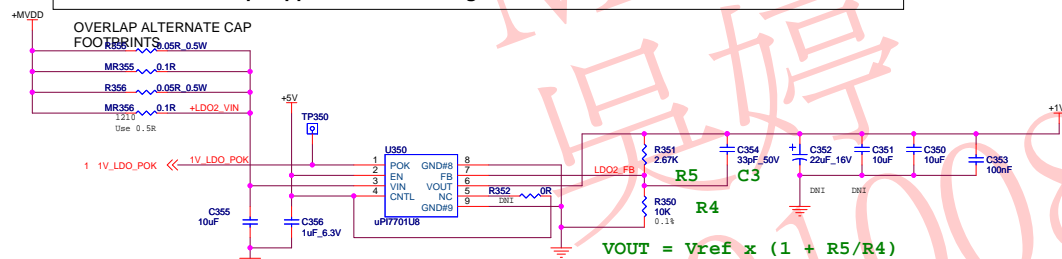 +MVDD
OVERLAP ALTERNATE CAP
FOOTPRINTS
0.05R_0.5W
MR355 0.1R
R356 0.05R_0.5W
MR356 0.1R +LDO2_VIN
1210
Use 0.5R
+5V
TP350
+1V
1 1V_LDO_POK
1V_LDO_POK
U350
1 POK GND#8 8
2 EN FB 7
3 VIN VOUT 6
4 CNTL NC 5
GND#9 9
uPI7701U8
R352 0R
DNI
LDO2_FB
R351
2.67K
R5
C354
33pF_50V
C3
C352
22uF_16V
DNI
C351
10uF
DNI
C350
10uF
C353
100nF
R350
10K
0.1%
R4
C355
10uF
C356
1uF_6.3V
VOUT = Vref x (1 + R5/R4)
吴婷